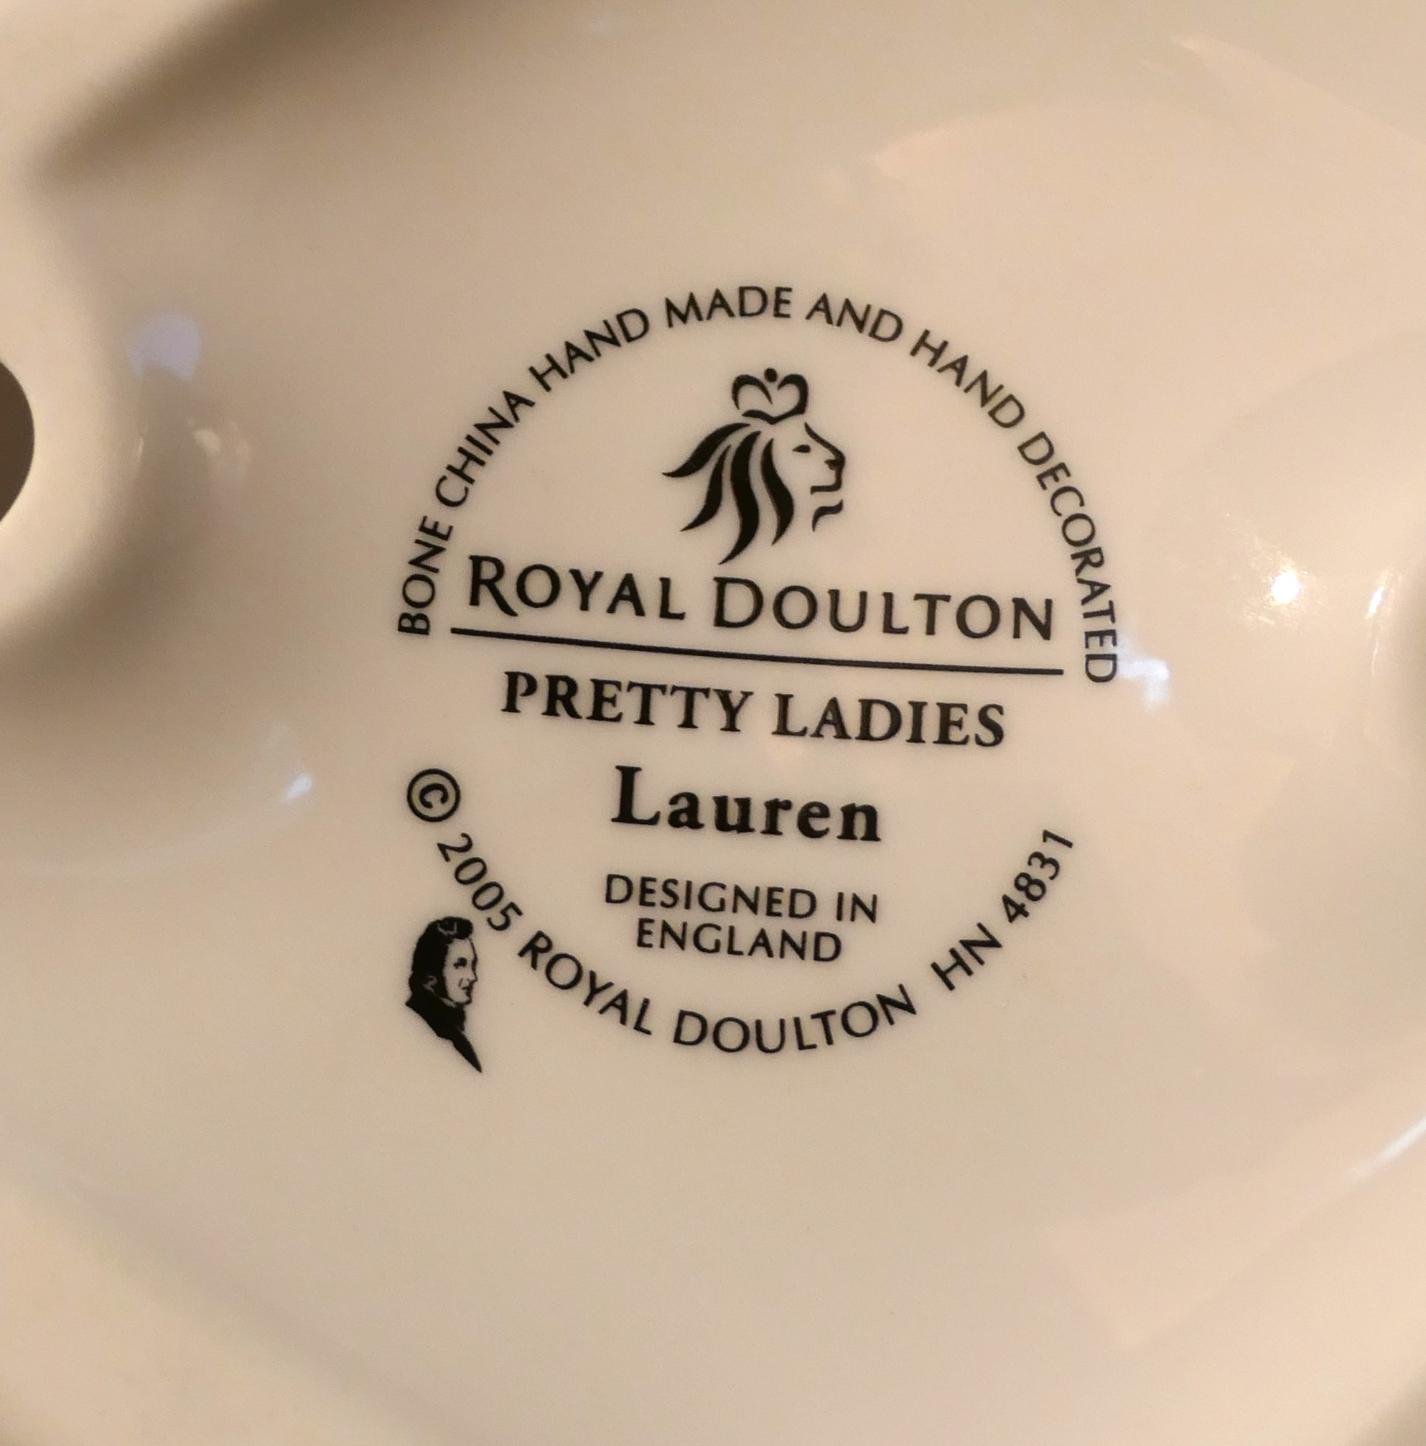 BONE CHINA HAND MADE AND HAND DECORATED
ROYAL DOULTON
PRETTY LADIES
Lauren
DESIGNED IN
ENGLAND
© 2005 ROYAL DOULTON HN 4831